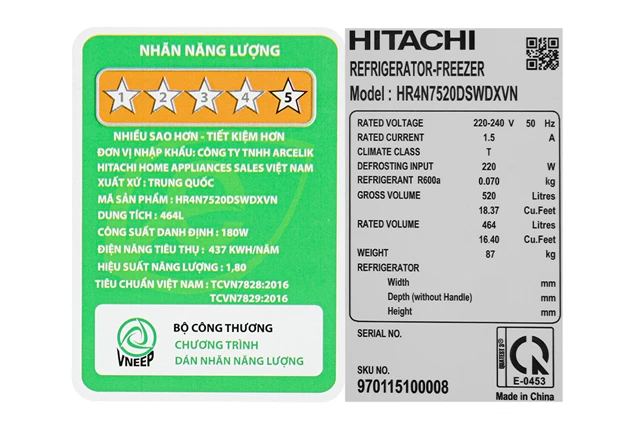 NHÃN NĂNG LƯỢNG
1 2 3 4 5
NHIỀU SAO HƠN - TIẾT KIỆM HƠN
ĐƠN VỊ NHẬP KHẨU: CÔNG TY TNHH ARCELIK
HITACHI HOME APPLIANCES SALES VIỆT NAM
XUẤT XỨ : TRUNG QUỐC
MÃ SẢN PHẨM : HR4N7520DSWDXVN
DUNG TÍCH : 464L
CÔNG SUẤT DANH ĐỊNH : 180W
ĐIỆN NĂNG TIÊU THỤ : 437 KWH/NĂM
HIỆU SUẤT NĂNG LƯỢNG : 1,80
TIÊU CHUẨN VIỆT NAM : TCVN7828:2016
TCVN7829:2016
VNEEP
BỘ CÔNG THƯƠNG
CHƯƠNG TRÌNH
DÁN NHÃN NĂNG LƯỢNG
HITACHI
REFRIGERATOR-FREEZER
Model : HR4N7520DSWDXVN
RATED VOLTAGE 220-240 V 50 Hz
RATED CURRENT 1.5 A
CLIMATE CLASS T
DEFROSTING INPUT 220 W
REFRIGERANT R600a 0.070 kg
GROSS VOLUME 520 Litres
18.37 Cu.Feet
RATED VOLUME 464 Litres
16.40 Cu.Feet
WEIGHT 87 kg
REFRIGERATOR
Width mm
Depth (without Handle) mm
Height mm
SERIAL NO.
SKU NO.
970115100008
QUATEST 3
E-0453
Made in China